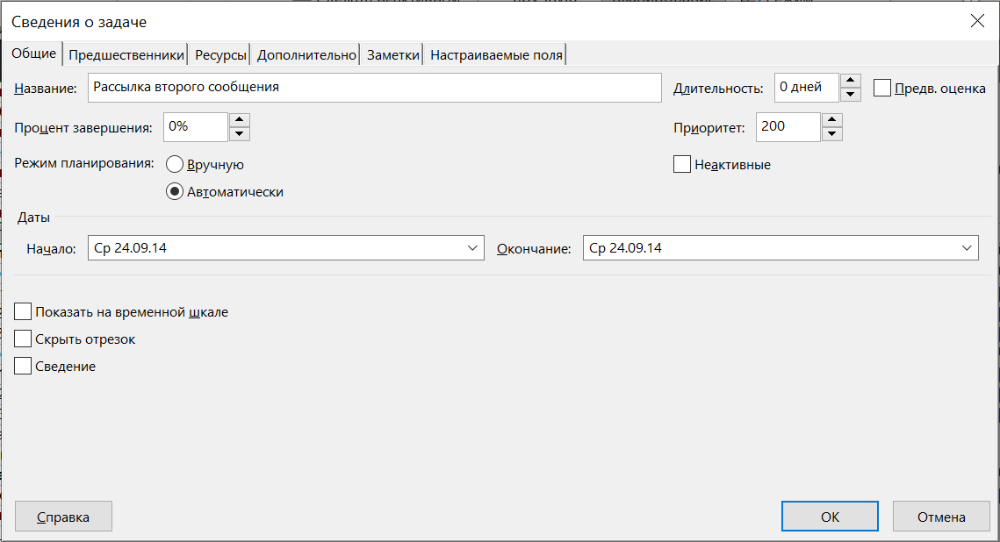 Сведения о задаче
Общие Предшественники Ресурсы Дополнительно Заметки Настраиваемые поля
Название: Рассылка второго сообщения Длительность: 0 дней Предв. оценка
Процент завершения: 0% Приоритет: 200
Режим планирования: Вручную Неактивные
Автоматически
Даты
Начало: Ср 24.09.14 Окончание: Ср 24.09.14
Показать на временной шкале
Скрыть отрезок
Сведение
Справка ОК Отмена